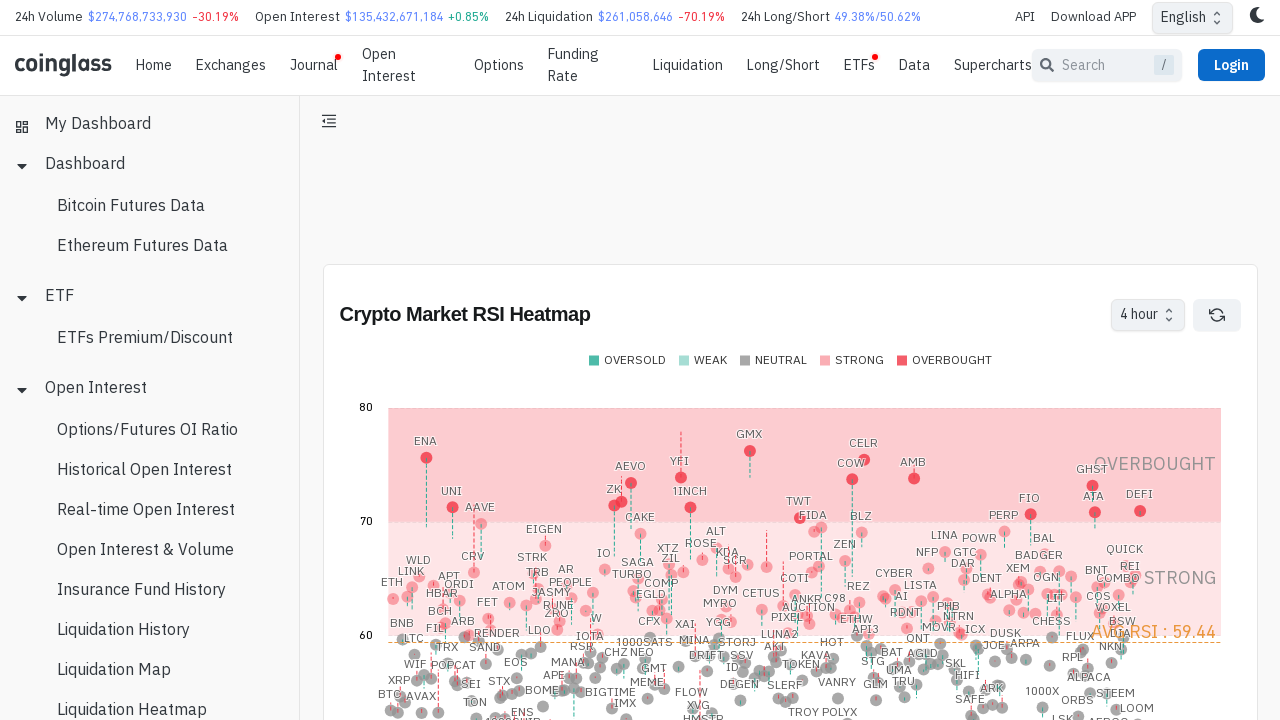 24h Volume $274,768,733,930 -30.19% Open Interest $135,432,671,184 +0.85% 24h Liquidation $261,058,646 -70.19% 24h Long/Short 49.38%/50.62% API Download APP English
coinglass Home Exchanges Journal Open Interest Options Funding Rate Liquidation Long/Short ETFs Data Supercharts Search / Login
My Dashboard
Dashboard
Bitcoin Futures Data
Ethereum Futures Data
ETF
ETFs Premium/Discount
Open Interest
Options/Futures OI Ratio
Historical Open Interest
Real-time Open Interest
Open Interest & Volume
Insurance Fund History
Liquidation History
Liquidation Map
Liquidation Heatmap
Crypto Market RSI Heatmap 4 hour
OVERSOLD WEAK NEUTRAL STRONG OVERBOUGHT
80
GMX
ENA CELR
AEVO YFI COW AMB GHST OVERBOUGHT
UNI ZK 1INCH TWT FIO ATA DEFI
AAVE CAKE FIDA BLZ PERP
70
EIGEN ALT LINA POWR BAL
IO XTZ ROSE ZEN NFP GTC QUICK
WLD CRV STRK ZIL KDA SCR PORTAL DAR BADGER
LINK TRB AR SAGA CYBER XEM BNT REI
ETH APT ORDI ATOM PEOPLE TURBO COMP COTI REZ LISTA DENT OGN COMBO STRONG
HBAR JASMY EGLD DYM CETUS ANKR C98 AI ALPHA LIT COS
BCH FET RUNE MYRO AUCTION RDNT PHB VOXEL
BNB ARB ZRO W CFX XAI YGG PIXEL ETHW NTRN CHESS BSW
FIL RENDER LDO IOTA LUNA2 API3 MOVR ICX DUSK FLUX DIA AVG RSI : 59.44
60
LTC TRX SAND RSR 1000SATS MINA STORJ AKT HOT QNT JOE ARPA NKN
CHZ NEO DRIFT SSV KAVA BAT AGLD RPL
WIF POPCAT EOS MANA GMT ID TOKEN STG UMA SKL
XRP SEI STX APE MEME DEGEN SLERF VANRY GLM TRU HIFI ALPACA
BTC AVAX TON BOME BIGTIME FLOW SAFE ARK 1000X STEEM
ENS IMX XVG TROY POLYX ORBS LOOM
HMSTR LSK